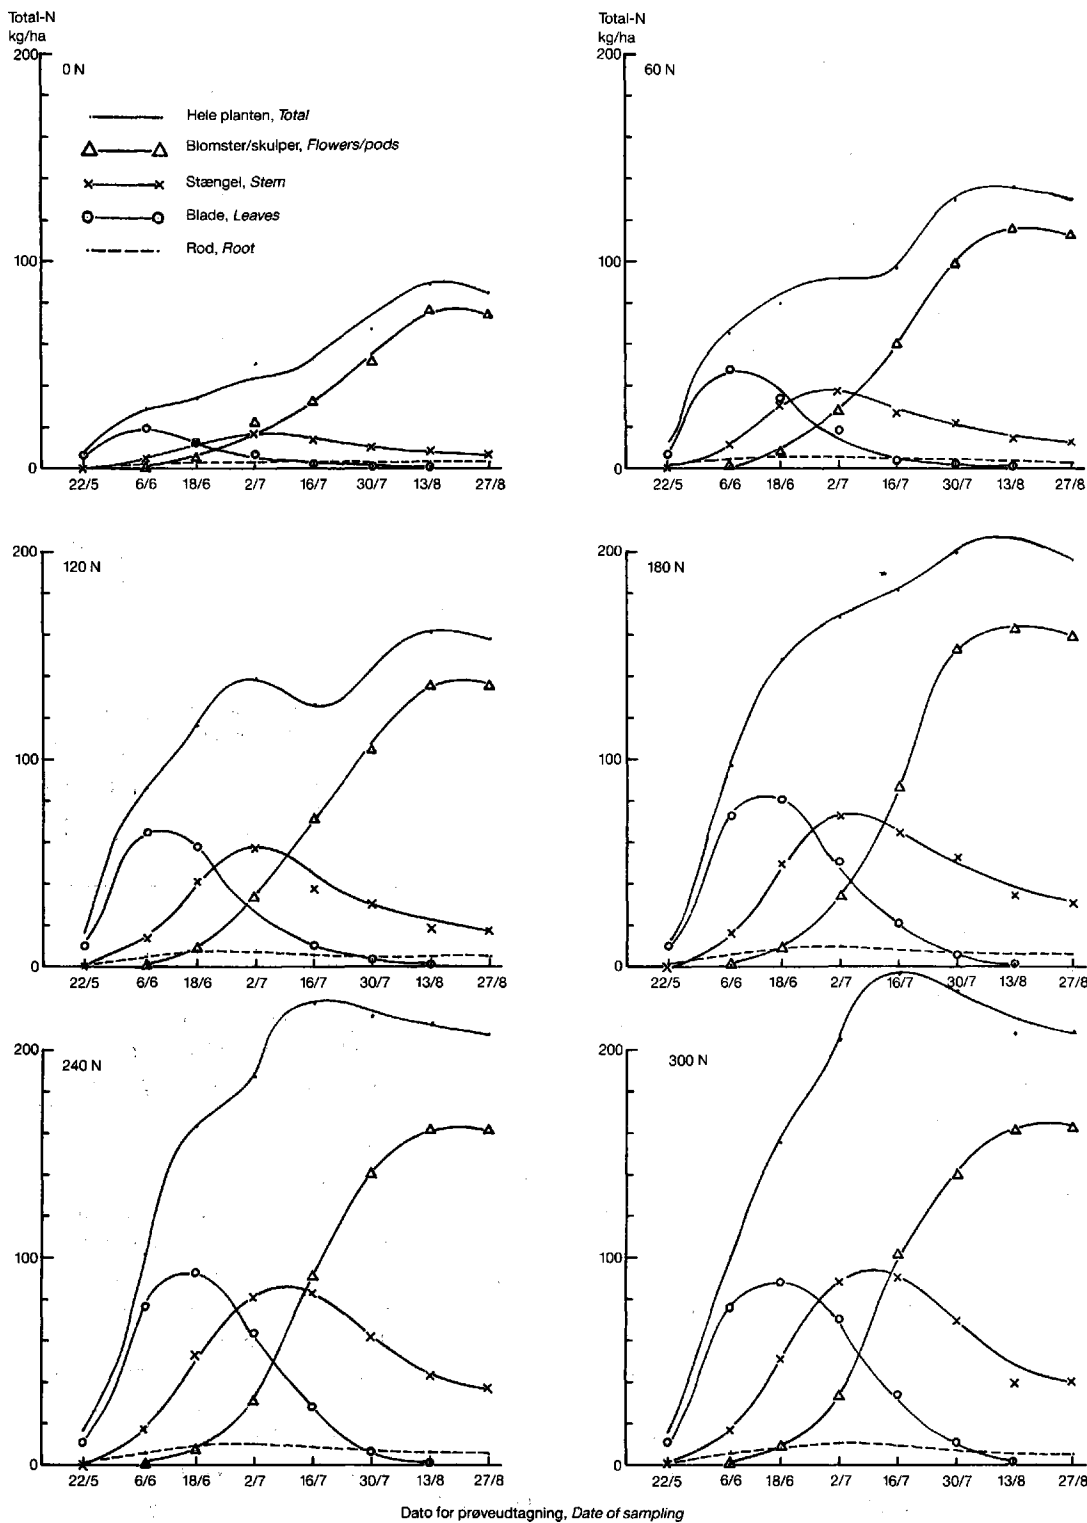 Total-N
kg/ha
200
0 N
Hele planten, Total
Blomster/skulper, Flowers/pods
Stængel, Stem
Blade, Leaves
Rod, Root
100
0
22/5 6/6 18/6 2/7 16/7 30/7 13/8 27/8
Total-N
kg/ha
200
60 N
100
0
22/5 6/6 18/6 2/7 16/7 30/7 13/8 27/8
200
120 N
100
0
22/5 6/6 18/6 2/7 16/7 30/7 13/8 27/8
200
180 N
100
0
22/5 6/6 18/6 2/7 16/7 30/7 13/8 27/8
200
240 N
100
0
22/5 6/6 18/6 2/7 16/7 30/7 13/8 27/8
200
300 N
100
0
22/5 6/6 18/6 2/7 16/7 30/7 13/8 27/8
Dato for prøveudtagning, Date of sampling